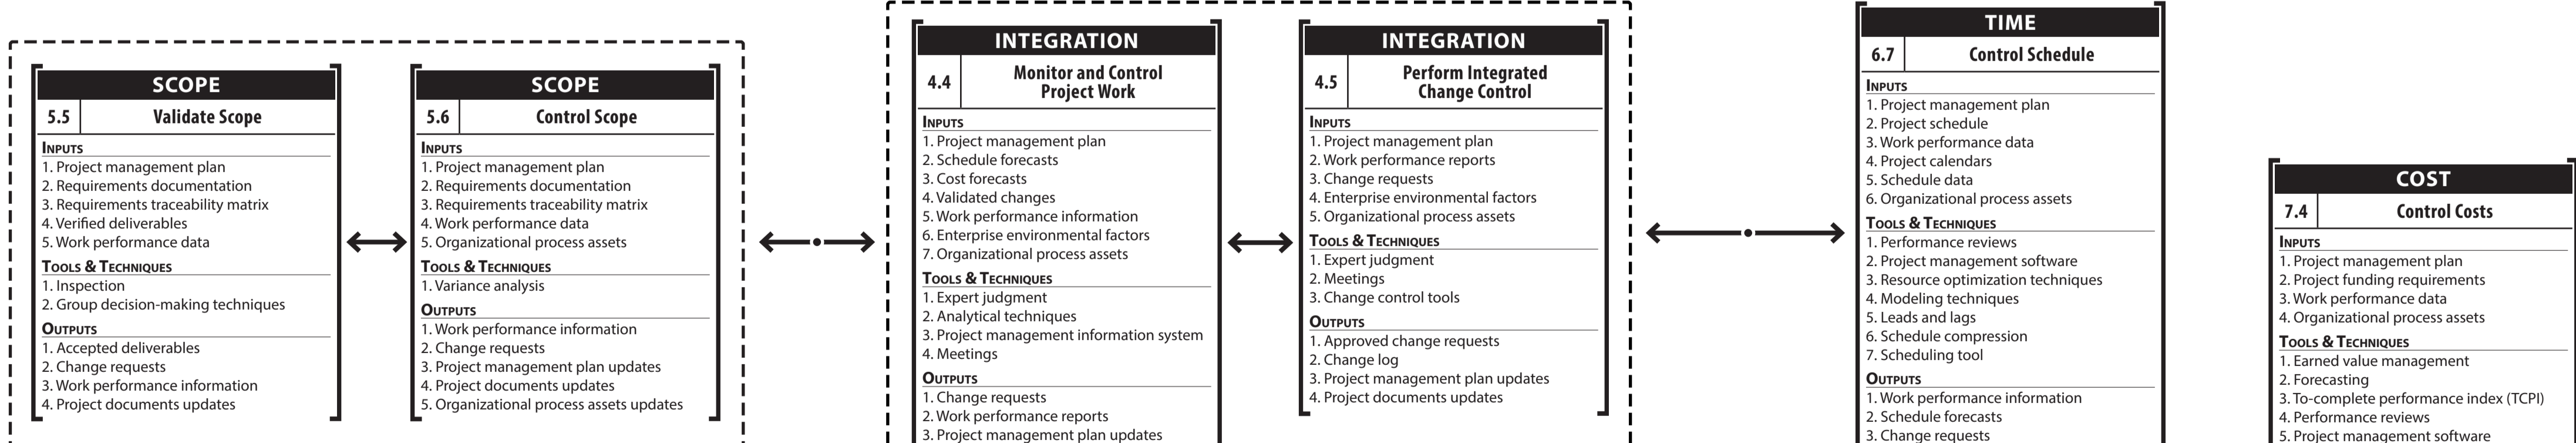 SCOPE
5.5 Validate Scope
INPUTS
1. Project management plan
2. Requirements documentation
3. Requirements traceability matrix
4. Verified deliverables
5. Work performance data
TOOLS & TECHNIQUES
1. Inspection
2. Group decision-making techniques
OUTPUTS
1. Accepted deliverables
2. Change requests
3. Work performance information
4. Project documents updates
SCOPE
5.6 Control Scope
INPUTS
1. Project management plan
2. Requirements documentation
3. Requirements traceability matrix
4. Work performance data
5. Organizational process assets
TOOLS & TECHNIQUES
1. Variance analysis
OUTPUTS
1. Work performance information
2. Change requests
3. Project management plan updates
4. Project documents updates
5. Organizational process assets updates
INTEGRATION
4.4 Monitor and Control
Project Work
INPUTS
1. Project management plan
2. Schedule forecasts
3. Cost forecasts
4. Validated changes
5. Work performance information
6. Enterprise environmental factors
7. Organizational process assets
TOOLS & TECHNIQUES
1. Expert judgment
2. Analytical techniques
3. Project management information system
4. Meetings
OUTPUTS
1. Change requests
2. Work performance reports
3. Project management plan updates
INTEGRATION
4.5 Perform Integrated
Change Control
INPUTS
1. Project management plan
2. Work performance reports
3. Change requests
4. Enterprise environmental factors
5. Organizational process assets
TOOLS & TECHNIQUES
1. Expert judgment
2. Meetings
3. Change control tools
OUTPUTS
1. Approved change requests
2. Change log
3. Project management plan updates
4. Project documents updates
TIME
6.7 Control Schedule
INPUTS
1. Project management plan
2. Project schedule
3. Work performance data
4. Project calendars
5. Schedule data
6. Organizational process assets
TOOLS & TECHNIQUES
1. Performance reviews
2. Project management software
3. Resource optimization techniques
4. Modeling techniques
5. Leads and lags
6. Schedule compression
7. Scheduling tool
OUTPUTS
1. Work performance information
2. Schedule forecasts
3. Change requests
COST
7.4 Control Costs
INPUTS
1. Project management plan
2. Project funding requirements
3. Work performance data
4. Organizational process assets
TOOLS & TECHNIQUES
1. Earned value management
2. Forecasting
3. To-complete performance index (TCPI)
4. Performance reviews
5. Project management software